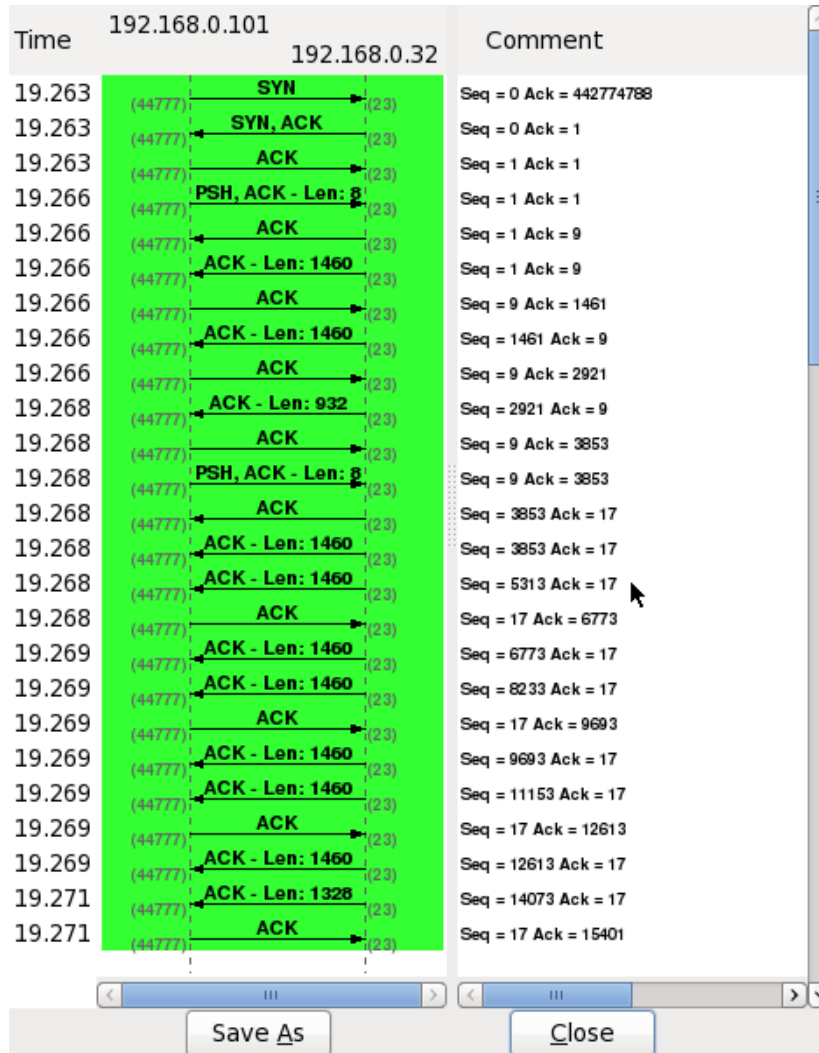 Time 192.168.0.101 192.168.0.32 Comment
19.263 (44777) SYN (23) Seq = 0 Ack = 442774788
19.263 (44777) SYN, ACK (23) Seq = 0 Ack = 1
19.263 (44777) ACK (23) Seq = 1 Ack = 1
19.266 (44777) PSH, ACK - Len: 8 (23) Seq = 1 Ack = 1
19.266 (44777) ACK (23) Seq = 1 Ack = 9
19.266 (44777) ACK - Len: 1460 (23) Seq = 1 Ack = 9
19.266 (44777) ACK (23) Seq = 9 Ack = 1461
19.266 (44777) ACK - Len: 1460 (23) Seq = 1461 Ack = 9
19.266 (44777) ACK (23) Seq = 9 Ack = 2921
19.268 (44777) ACK - Len: 932 (23) Seq = 2921 Ack = 9
19.268 (44777) ACK (23) Seq = 9 Ack = 3853
19.268 (44777) PSH, ACK - Len: 8 (23) Seq = 9 Ack = 3853
19.268 (44777) ACK (23) Seq = 3853 Ack = 17
19.268 (44777) ACK - Len: 1460 (23) Seq = 3853 Ack = 17
19.268 (44777) ACK - Len: 1460 (23) Seq = 5313 Ack = 17
19.268 (44777) ACK (23) Seq = 17 Ack = 6773
19.269 (44777) ACK - Len: 1460 (23) Seq = 6773 Ack = 17
19.269 (44777) ACK - Len: 1460 (23) Seq = 8233 Ack = 17
19.269 (44777) ACK (23) Seq = 17 Ack = 9693
19.269 (44777) ACK - Len: 1460 (23) Seq = 9693 Ack = 17
19.269 (44777) ACK - Len: 1460 (23) Seq = 11153 Ack = 17
19.269 (44777) ACK (23) Seq = 17 Ack = 12613
19.269 (44777) ACK - Len: 1460 (23) Seq = 12613 Ack = 17
19.271 (44777) ACK - Len: 1328 (23) Seq = 14073 Ack = 17
19.271 (44777) ACK (23) Seq = 17 Ack = 15401
Save As Close